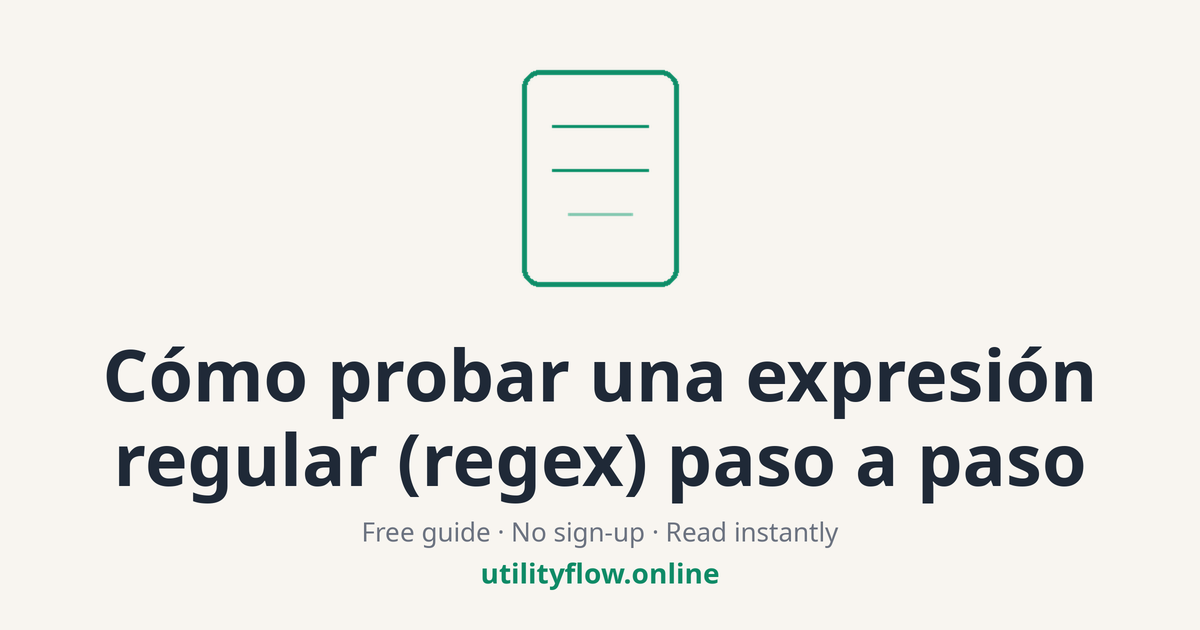 Cómo probar una expresión
regular (regex) paso a paso
Free guide · No sign-up · Read instantly
utilityflow.online